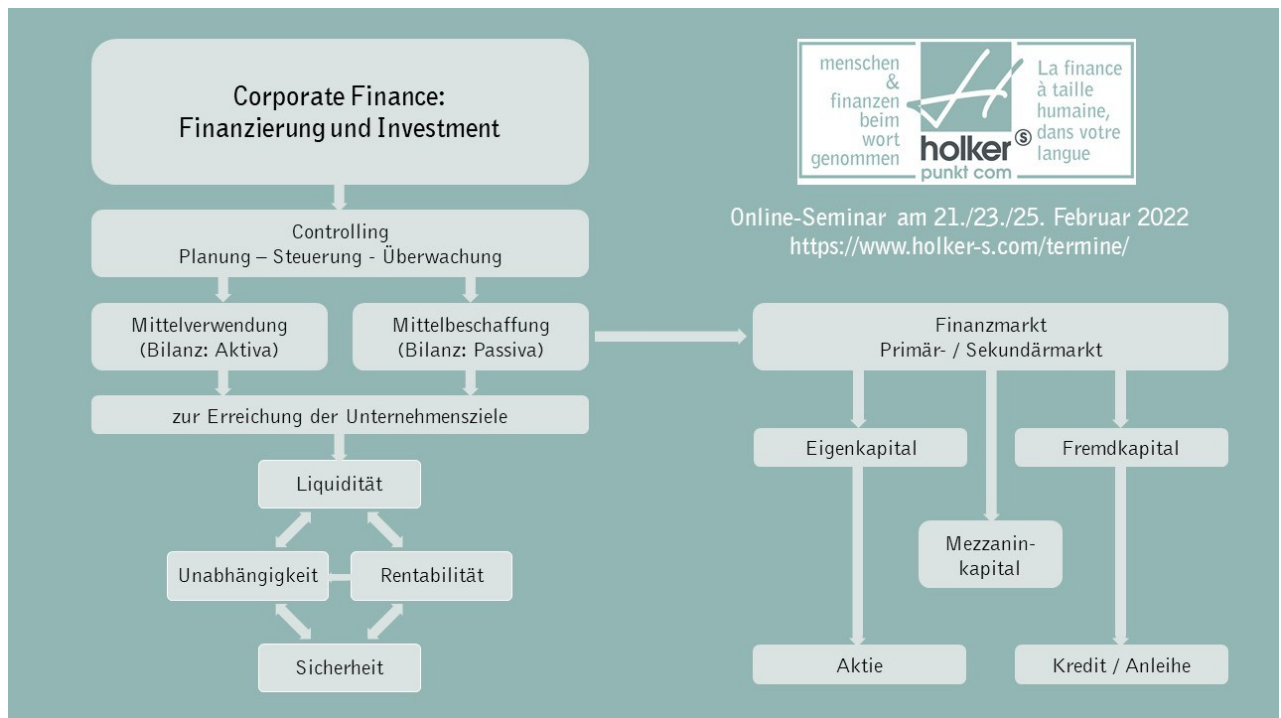 Corporate Finance:
Finanzierung und Investment
Controlling
Planung – Steuerung - Überwachung
Mittelverwendung
(Bilanz: Aktiva)
Mittelbeschaffung
(Bilanz: Passiva)
zur Erreichung der Unternehmensziele
Liquidität
Unabhängigkeit
Rentabilität
Sicherheit
menschen
&
finanzen
beim
wort
genommen
H
holker Ⓢ
punkt com
La finance
à taille
humaine,
dans votre
langue
Online-Seminar am 21./23./25. Februar 2022
https://www.holker-s.com/termine/
Finanzmarkt
Primär- / Sekundärmarkt
Eigenkapital
Fremdkapital
Mezzanin-
kapital
Aktie
Kredit / Anleihe